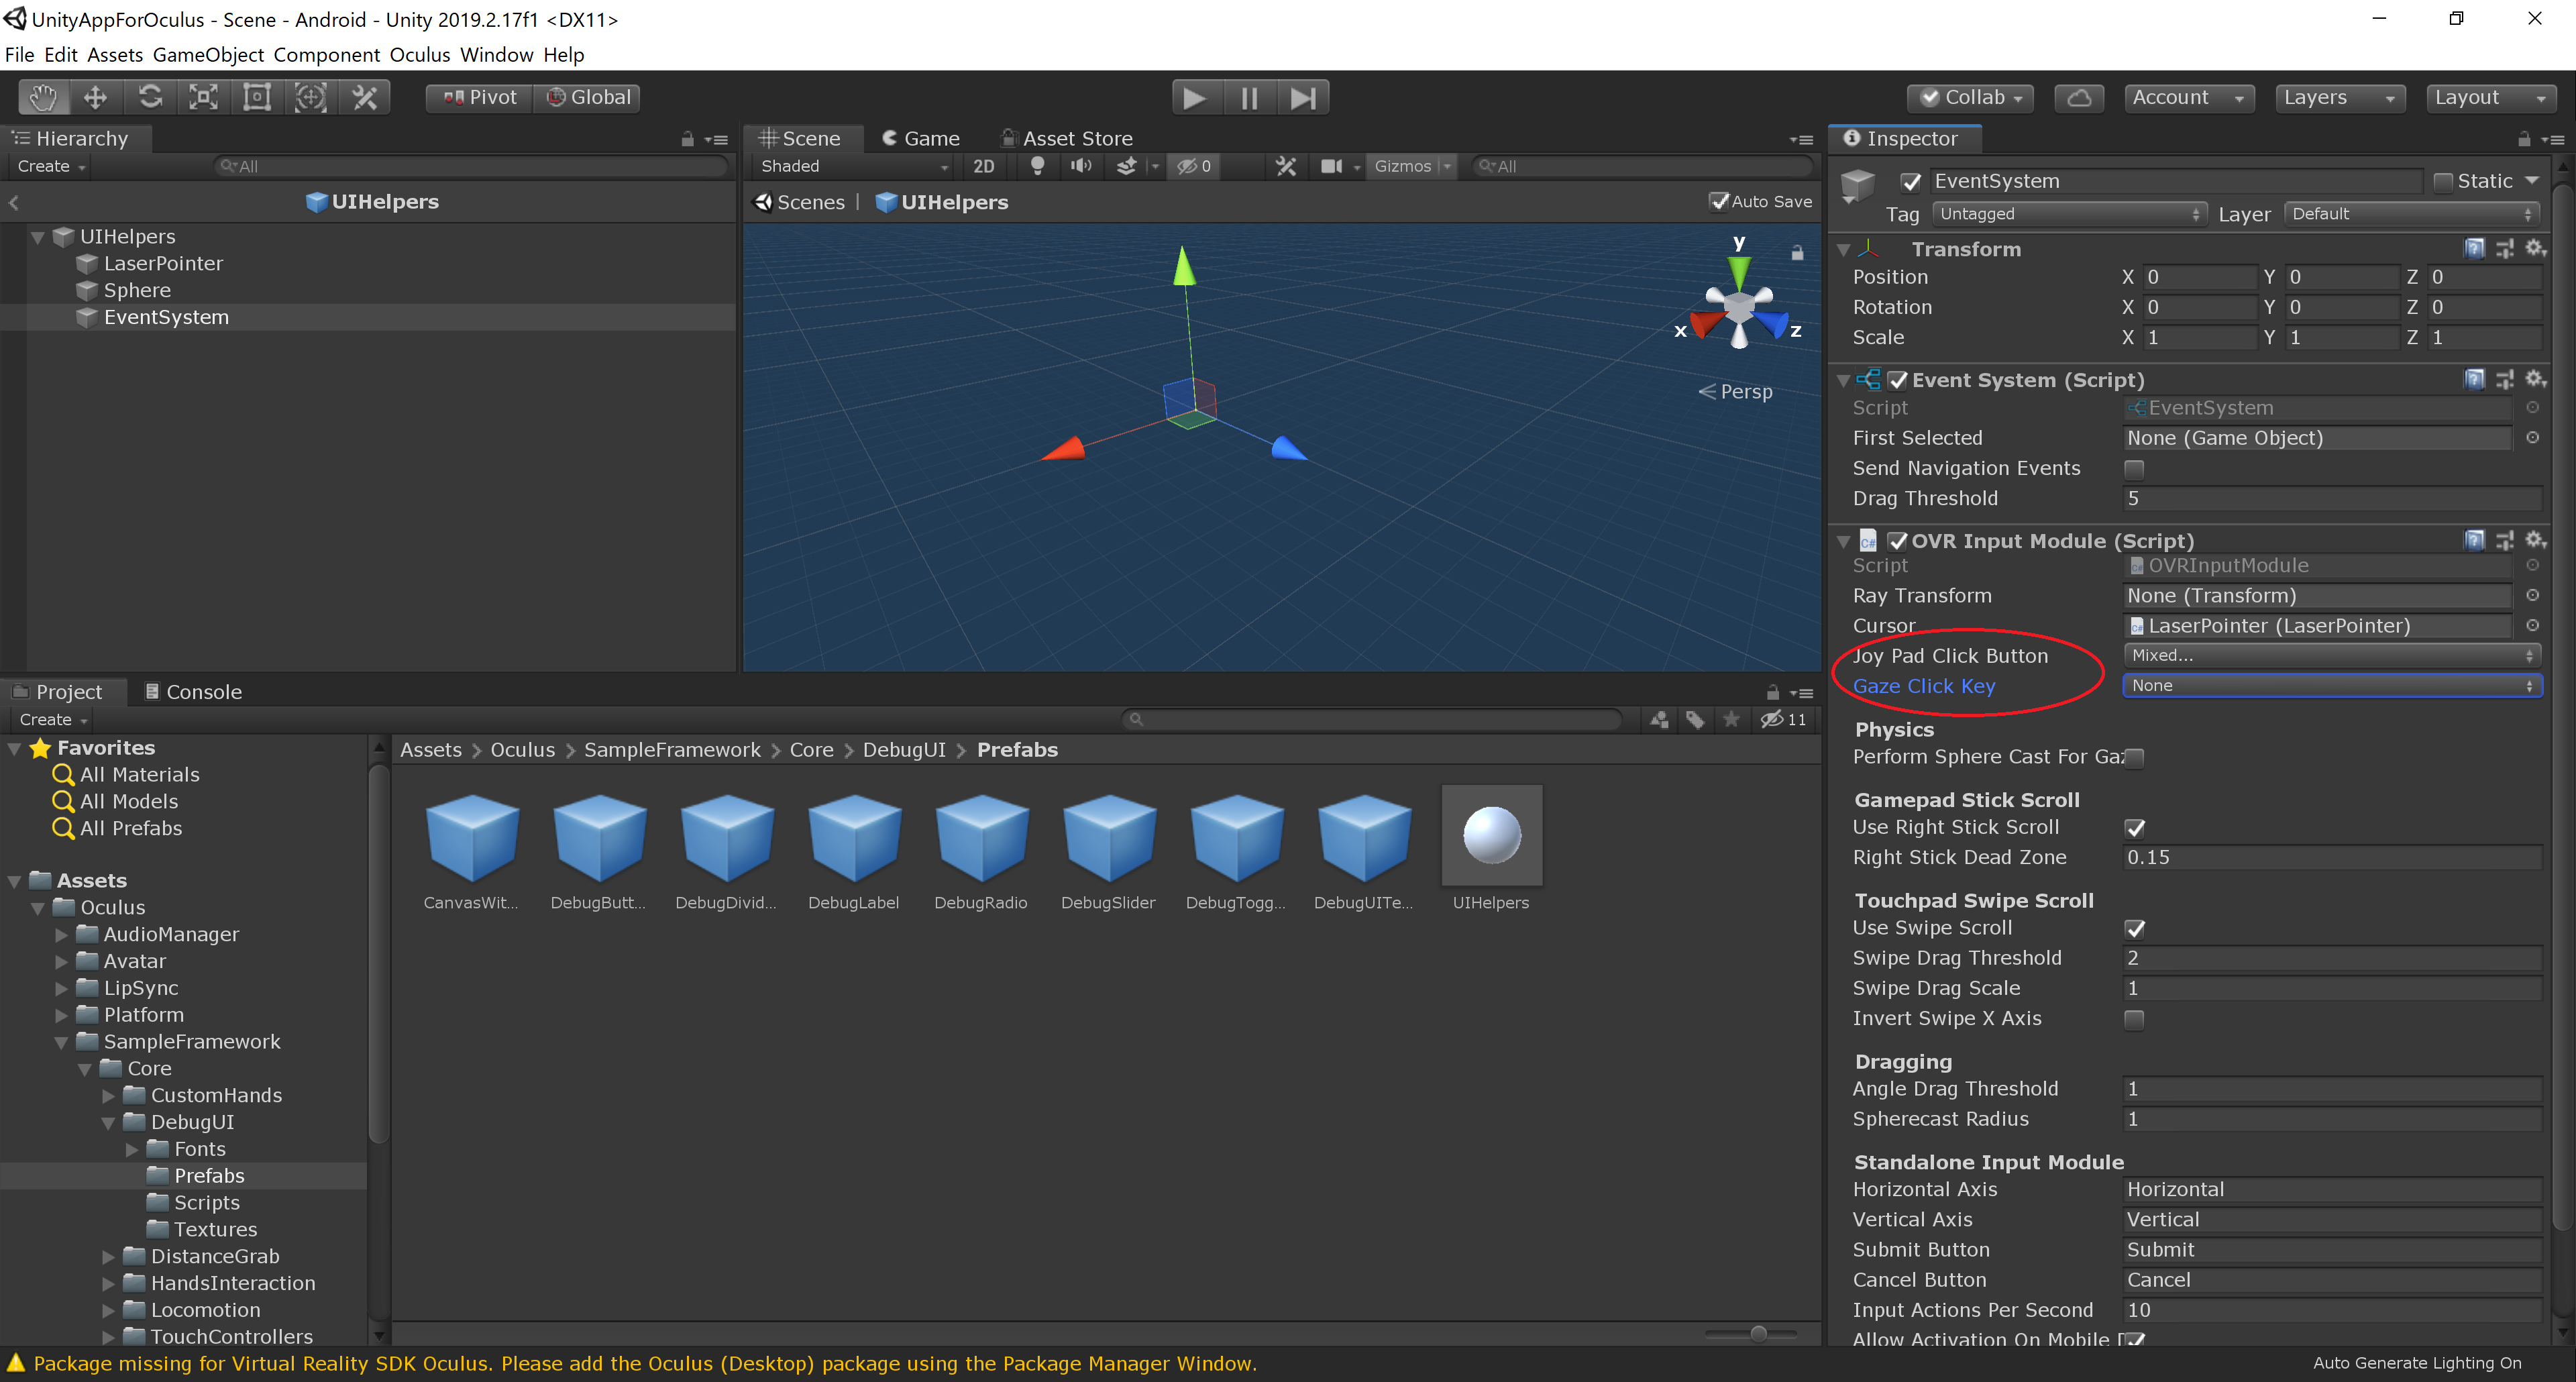 UnityAppForOculus - Scene - Android - Unity 2019.2.17f1 <DX11>
File Edit Assets GameObject Component Oculus Window Help
Pivot Global Collab Account Layers Layout
Hierarchy
Create All
UIHelpers
UIHelpers
LaserPointer
Sphere
EventSystem
Scene Game Asset Store
Shaded 2D 0 Gizmos All
Scenes | UIHelpers Auto Save
y
x z
Persp
Project Console
Create 11
Favorites
All Materials
All Models
All Prefabs
Assets
Oculus
AudioManager
Avatar
LipSync
Platform
SampleFramework
Core
CustomHands
DebugUI
Fonts
Prefabs
Scripts
Textures
DistanceGrab
HandsInteraction
Locomotion
TouchControllers
Assets > Oculus > SampleFramework > Core > DebugUI > Prefabs
CanvasWit... DebugButt... DebugDivid... DebugLabel DebugRadio DebugSlider DebugTogg... DebugUITe... UIHelpers
Inspector
EventSystem Static
Tag Untagged Layer Default
Transform
Position X 0 Y 0 Z 0
Rotation X 0 Y 0 Z 0
Scale X 1 Y 1 Z 1
Event System (Script)
Script EventSystem
First Selected None (Game Object)
Send Navigation Events
Drag Threshold 5
C# OVR Input Module (Script)
Script OVRInputModule
Ray Transform None (Transform)
Cursor LaserPointer (LaserPointer)
Joy Pad Click Button Mixed...
Gaze Click Key None
Physics
Perform Sphere Cast For Gaz
Gamepad Stick Scroll
Use Right Stick Scroll
Right Stick Dead Zone 0.15
Touchpad Swipe Scroll
Use Swipe Scroll
Swipe Drag Threshold 2
Swipe Drag Scale 1
Invert Swipe X Axis
Dragging
Angle Drag Threshold 1
Spherecast Radius 1
Standalone Input Module
Horizontal Axis Horizontal
Vertical Axis Vertical
Submit Button Submit
Cancel Button Cancel
Input Actions Per Second 10
Allow Activation On Mobile D
Package missing for Virtual Reality SDK Oculus. Please add the Oculus (Desktop) package using the Package Manager Window.
Auto Generate Lighting On